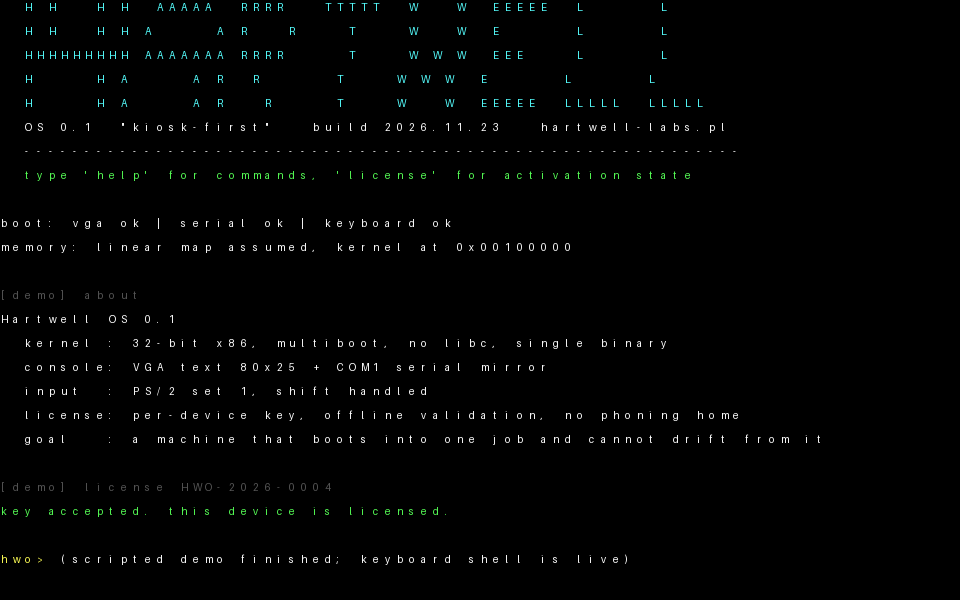 H H   H H  AAAAA  RRRR   TTTTT  W   W  EEEEE  L      L
H H   H H A     A R   R    T    W   W  E      L      L
HHHHHHHHH AAAAAAA RRRR     T    W W W  EEE    L      L
H     H A     A R  R      T    W W W  E      L      L
H     H A     A R   R     T    W   W  EEEEE  LLLLL  LLLLL
OS 0.1  "kiosk-first"   build 2026.11.23   hartwell-labs.pl
------------------------------------------------------------
type 'help' for commands, 'license' for activation state
boot: vga ok | serial ok | keyboard ok
memory: linear map assumed, kernel at 0x00100000
[demo] about
Hartwell OS 0.1
kernel : 32-bit x86, multiboot, no libc, single binary
console: VGA text 80x25 + COM1 serial mirror
input  : PS/2 set 1, shift handled
license: per-device key, offline validation, no phoning home
goal   : a machine that boots into one job and cannot drift from it
[demo] license HWO-2026-0004
key accepted. this device is licensed.
hwo> (scripted demo finished; keyboard shell is live)